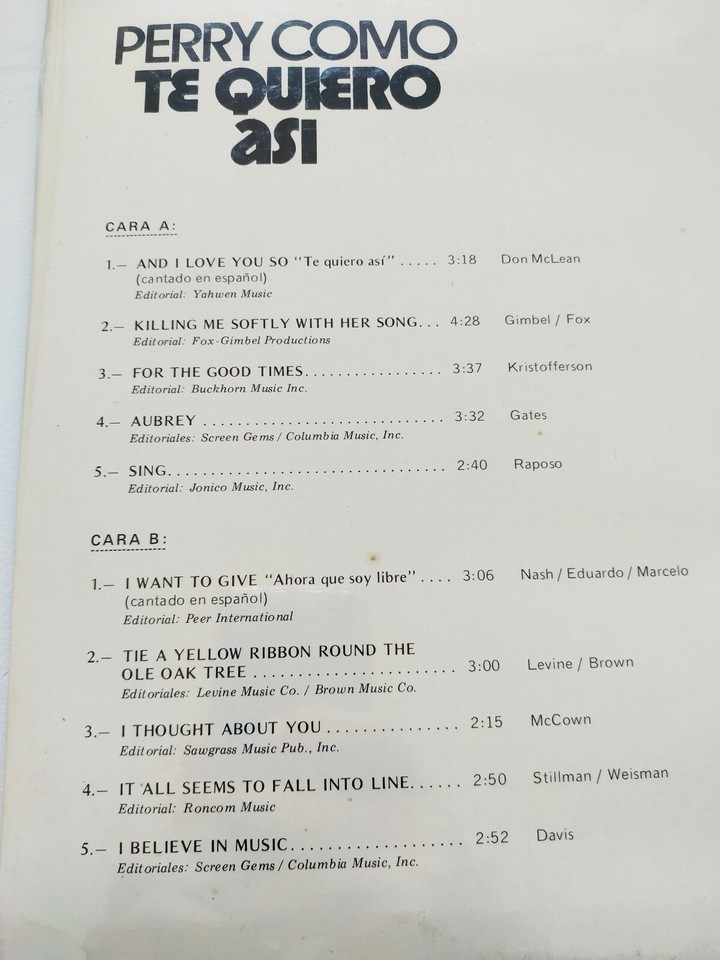 PERRY COMO
TE QUIERO
ASI
CARA A:
1.– AND I LOVE YOU SO "Te quiero así" ..... 3:18 Don McLean
(cantado en español)
Editorial: Yahwen Music
2.– KILLING ME SOFTLY WITH HER SONG... 4:28 Gimbel / Fox
Editorial: Fox-Gimbel Productions
3.– FOR THE GOOD TIMES................ 3:37 Kristofferson
Editorial: Buckhorn Music Inc.
4.– AUBREY ............................ 3:32 Gates
Editoriales: Screen Gems / Columbia Music, Inc.
5.– SING................................ 2:40 Raposo
Editorial: Jonico Music, Inc.
CARA B:
1.– I WANT TO GIVE "Ahora que soy libre" .... 3:06 Nash / Eduardo / Marcelo
(cantado en español)
Editorial: Peer International
2.– TIE A YELLOW RIBBON ROUND THE
OLE OAK TREE ........................ 3:00 Levine / Brown
Editoriales: Levine Music Co. / Brown Music Co.
3.– I THOUGHT ABOUT YOU ............... 2:15 McCown
Editorial: Sawgrass Music Pub., Inc.
4.– IT ALL SEEMS TO FALL INTO LINE...... 2:50 Stillman / Weisman
Editorial: Roncom Music
5.– I BELIEVE IN MUSIC................... 2:52 Davis
Editoriales: Screen Gems / Columbia Music, Inc.